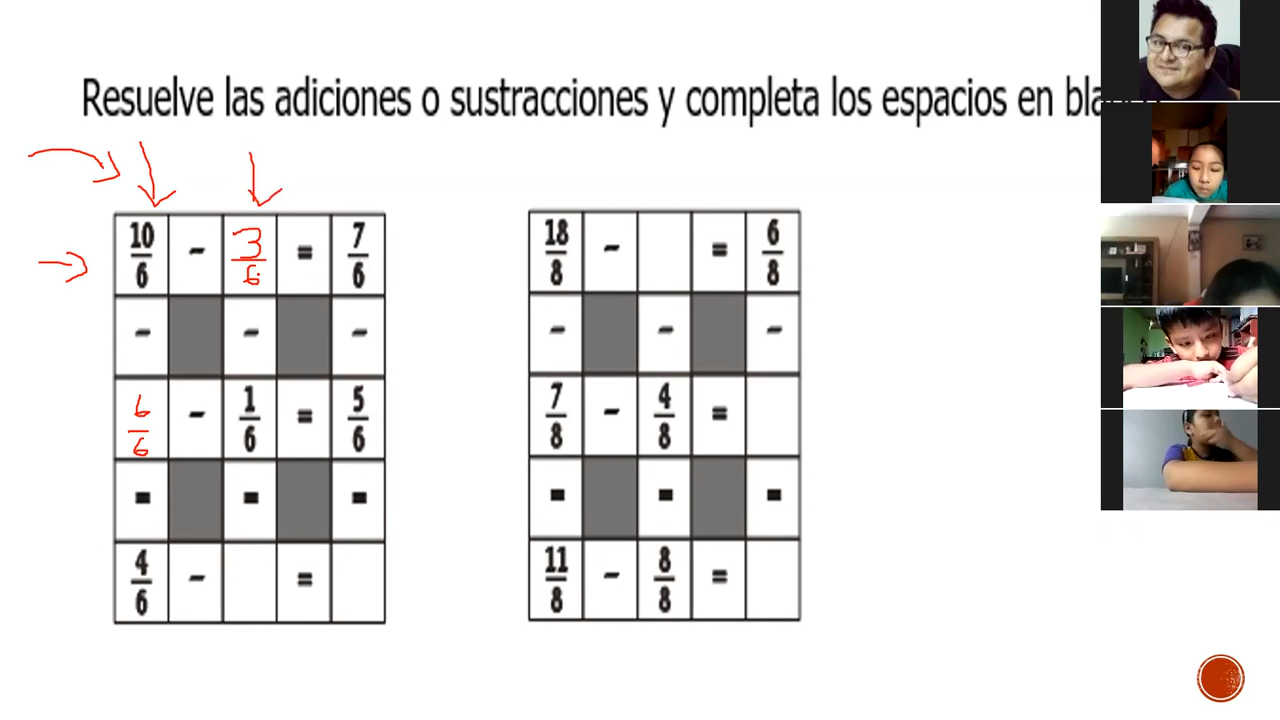 Resuelve las adiciones o sustracciones y completa los espacios en
10/6 - 3/6 = 7/6
- - -
6/6 - 1/6 = 5/6
= = =
4/6 - =
18/8 - = 6/8
- - -
7/8 - 4/8 =
= = =
11/8 - 8/8 =